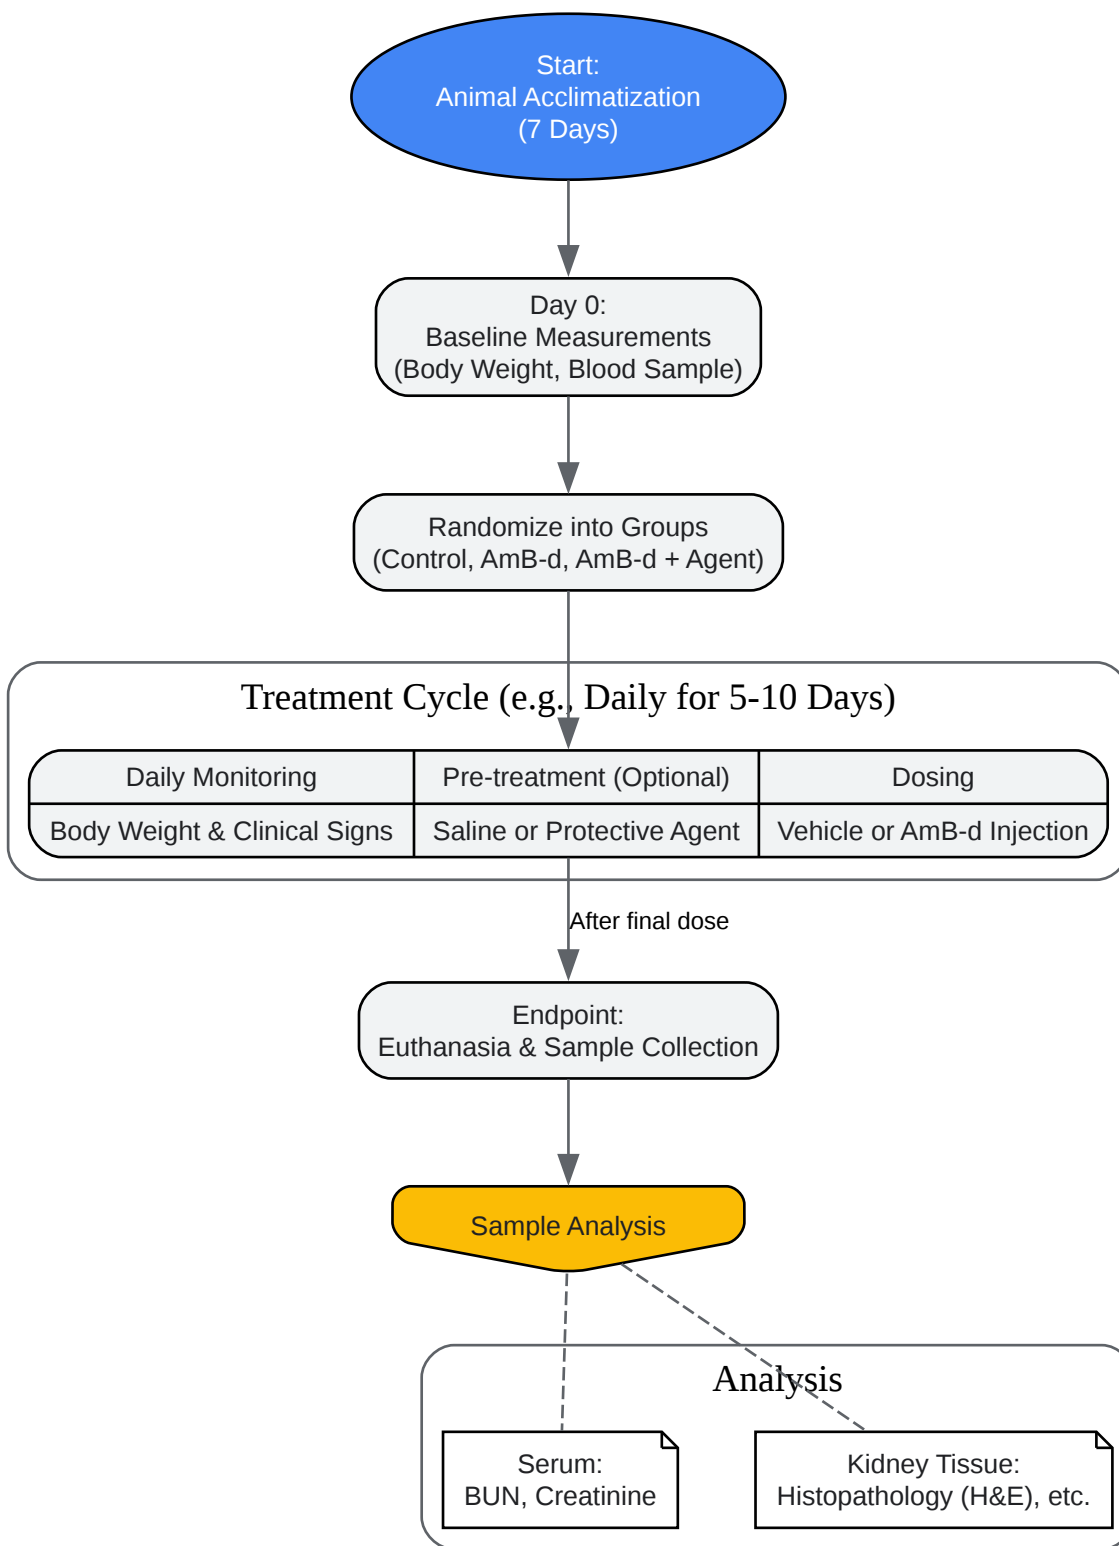 Start:
Animal Acclimatization
(7 Days)
Day 0:
Baseline Measurements
(Body Weight, Blood Sample)
Randomize into Groups
(Control, AmB-d, AmB-d + Agent)
Treatment Cycle (e.g., Daily for 5-10 Days)
Daily Monitoring
Body Weight & Clinical Signs
Pre-treatment (Optional)
Saline or Protective Agent
Dosing
Vehicle or AmB-d Injection
After final dose
Endpoint:
Euthanasia & Sample Collection
Sample Analysis
Analysis
Serum:
BUN, Creatinine
Kidney Tissue:
Histopathology (H&E), etc.